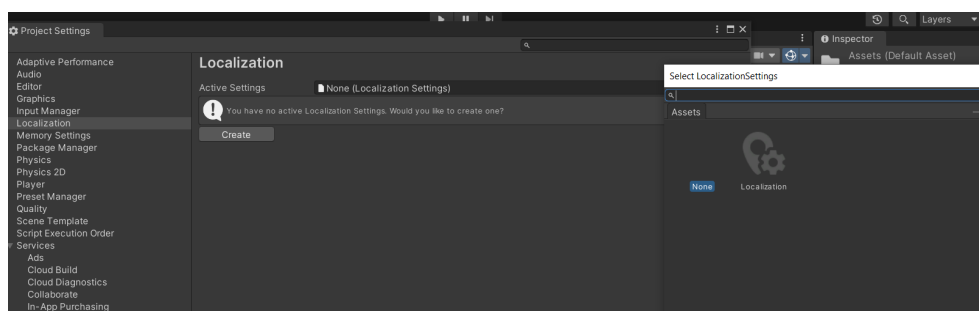 Layers
Project Settings
Inspector
Assets (Default Asset)
Adaptive Performance
Audio
Editor
Graphics
Input Manager
Localization
Memory Settings
Package Manager
Physics
Physics 2D
Player
Preset Manager
Quality
Scene Template
Script Execution Order
Services
Ads
Cloud Build
Cloud Diagnostics
Collaborate
In-App Purchasing
Localization
Active Settings
None (Localization Settings)
You have no active Localization Settings. Would you like to create one?
Create
Select LocalizationSettings
Assets
None
Localization